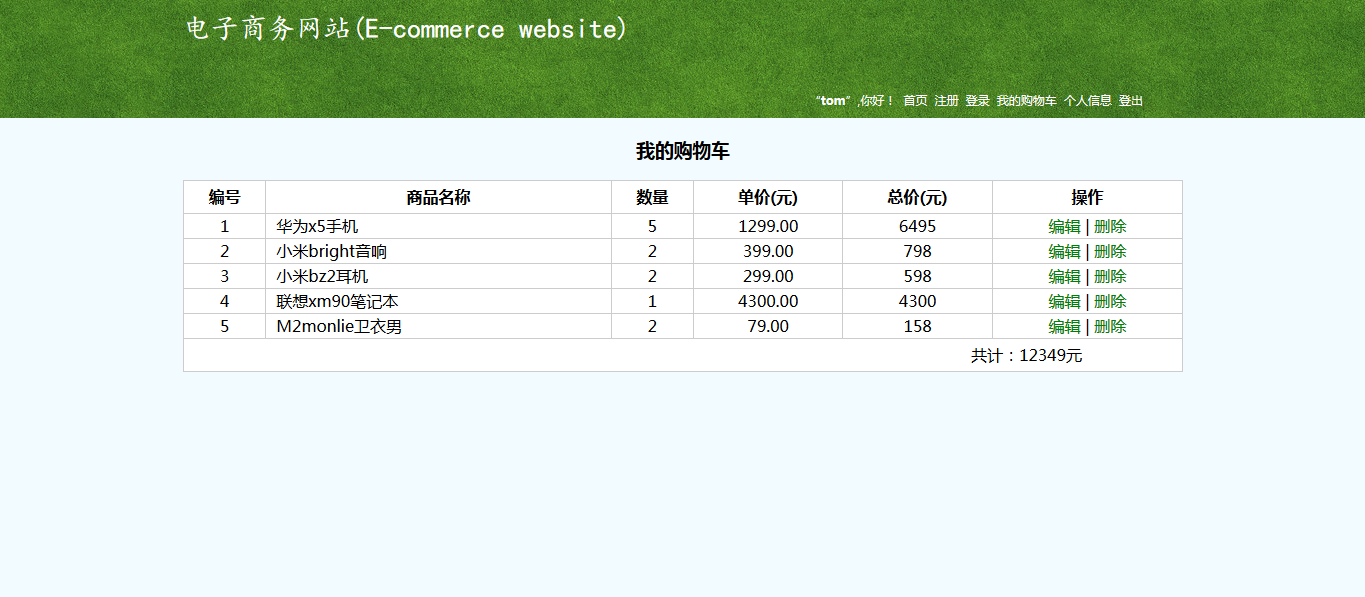 电子商务网站(E-commerce website)
“tom” ,你好！ 首页 注册 登录 我的购物车 个人信息 登出
我的购物车
编号 商品名称 数量 单价(元) 总价(元) 操作
1 华为x5手机 5 1299.00 6495 编辑 | 删除
2 小米bright音响 2 399.00 798 编辑 | 删除
3 小米bz2耳机 2 299.00 598 编辑 | 删除
4 联想xm90笔记本 1 4300.00 4300 编辑 | 删除
5 M2monlie卫衣男 2 79.00 158 编辑 | 删除
共计：12349元